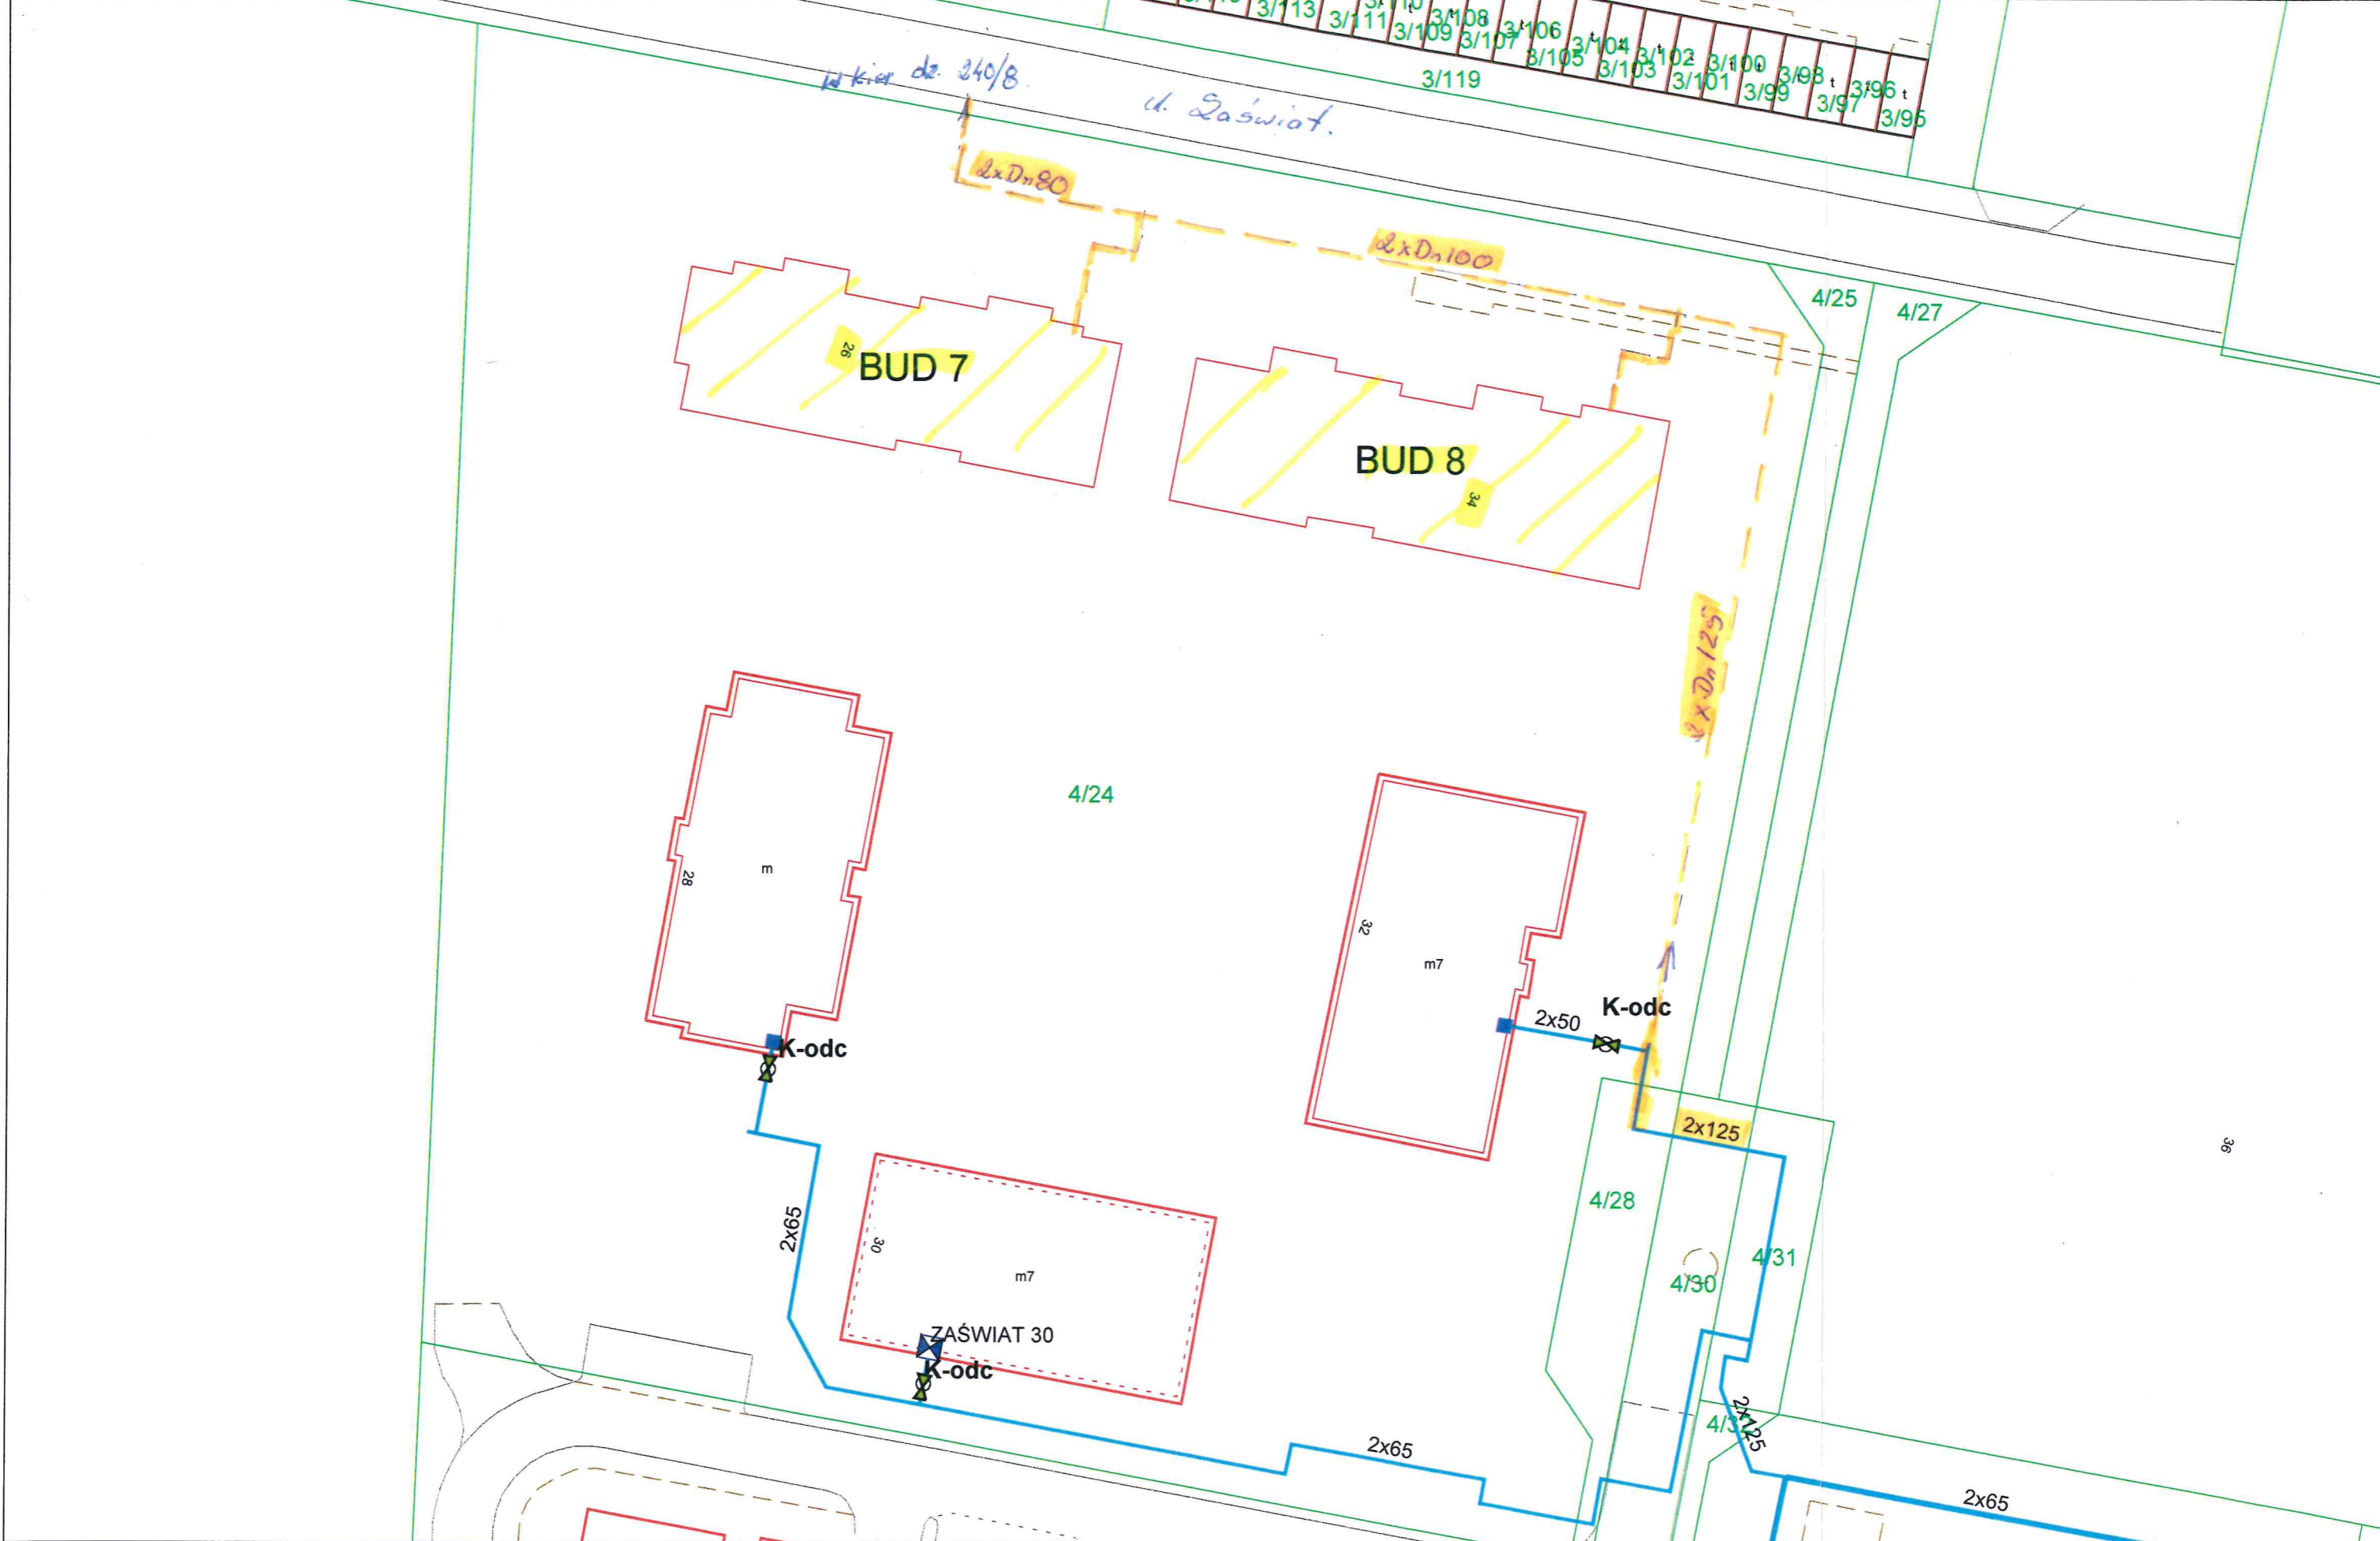 3/113
3/111
3/110
3/109
3/108
3/107
3/106
3/105
3/104
3/103
3/102
3/101
3/100
3/99
3/98
3/97
3/96
3/95
t t t t t t t t t t
3/119
w kier dz. 240/8.
ul. Zaświat.
2xDn80
2xDn100
4/25
4/27
26
BUD 7
BUD 8
34
2xDn125
4/24
m
28
32
m7
2x50
K-odc
K-odc
2x125
36
4/28
2x65
30
m7
4/31
4/30
ZAŚWIAT 30
K-odc
4/32
2x125
2x65
2x65